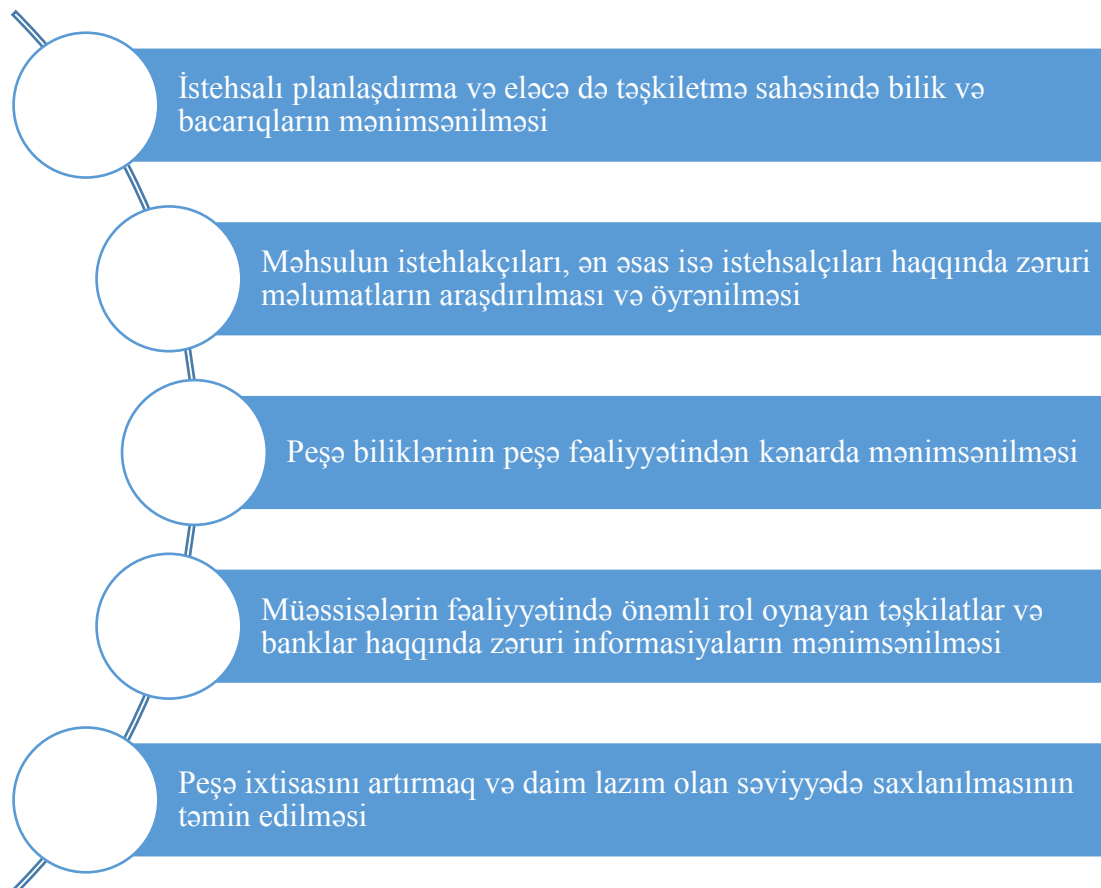 İstehsalı planlaşdırma və eləcə də təşkiletmə sahəsində bilik və
bacarıqların mənimsənilməsi
Məhsulun istehlakçıları, ən əsas isə istehsalçıları haqqında zəruri
məlumatların araşdırılması və öyrənilməsi
Peşə biliklərinin peşə fəaliyyətindən kənarda mənimsənilməsi
Müəssisələrin fəaliyyətində önəmli rol oynayan təşkilatlar və
banklar haqqında zəruri informasiyaların mənimsənilməsi
Peşə ixtisasını artırmaq və daim lazım olan səviyyədə saxlanılmasının
təmin edilməsi